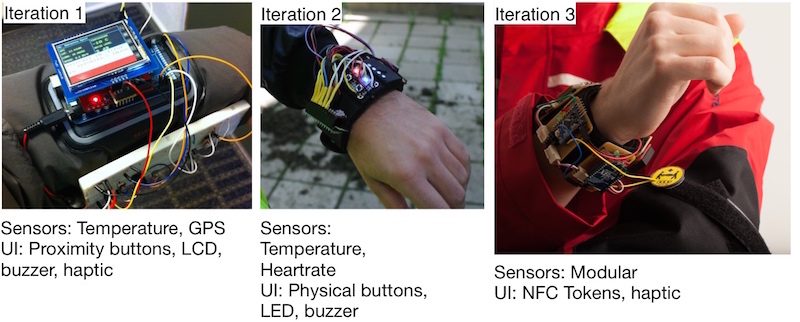 Iteration 1
Sensors: Temperature, GPS
UI: Proximity buttons, LCD,
buzzer, haptic
Iteration 2
Sensors:
Temperature,
Heartrate
UI: Physical buttons,
LED, buzzer
Iteration 3
Sensors: Modular
UI: NFC Tokens, haptic